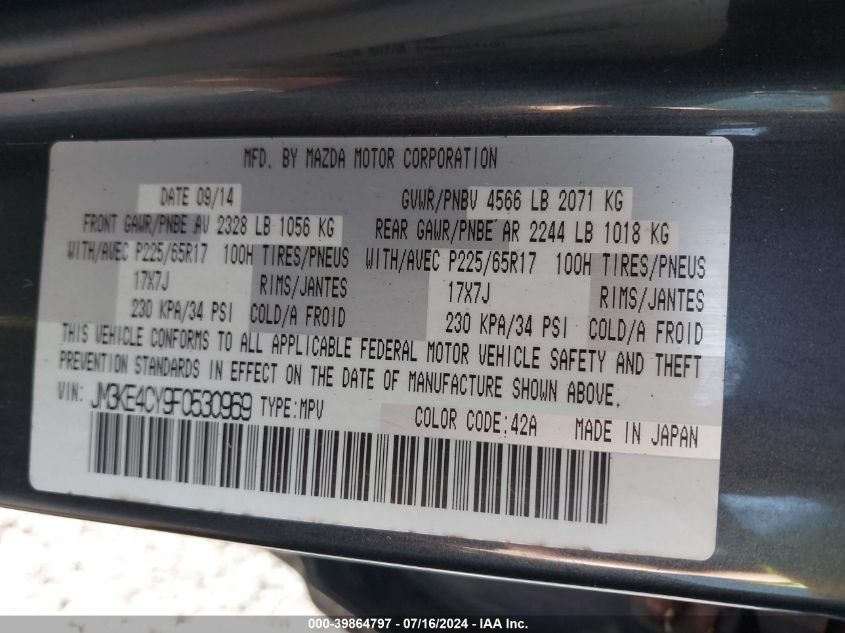 MFD. BY MAZDA MOTOR CORPORATION
DATE 09/14 GVWR/PNBV 4566 LB 2071 KG
FRONT GAWR/PNBE AV 2328 LB 1056 KG REAR GAWR/PNBE AR 2244 LB 1018 KG
WITH/AVEC P225/65R17 100H TIRES/PNEUS WITH/AVEC P225/65R17 100H TIRES/PNEUS
17X7J RIMS/JANTES 17X7J RIMS/JANTES
230 KPA/34 PSI COLD/A FROID 230 KPA/34 PSI COLD/A FROID
THIS VEHICLE CONFORMS TO ALL APPLICABLE FEDERAL MOTOR VEHICLE SAFETY AND THEFT
PREVENTION STANDARDS IN EFFECT ON THE DATE OF MANUFACTURE SHOWN ABOVE.
VIN: JM3KE4CY9F0530969 TYPE:MPV COLOR CODE:42A MADE IN JAPAN
000-39864797 / 07/16/2024 / IAA Inc.